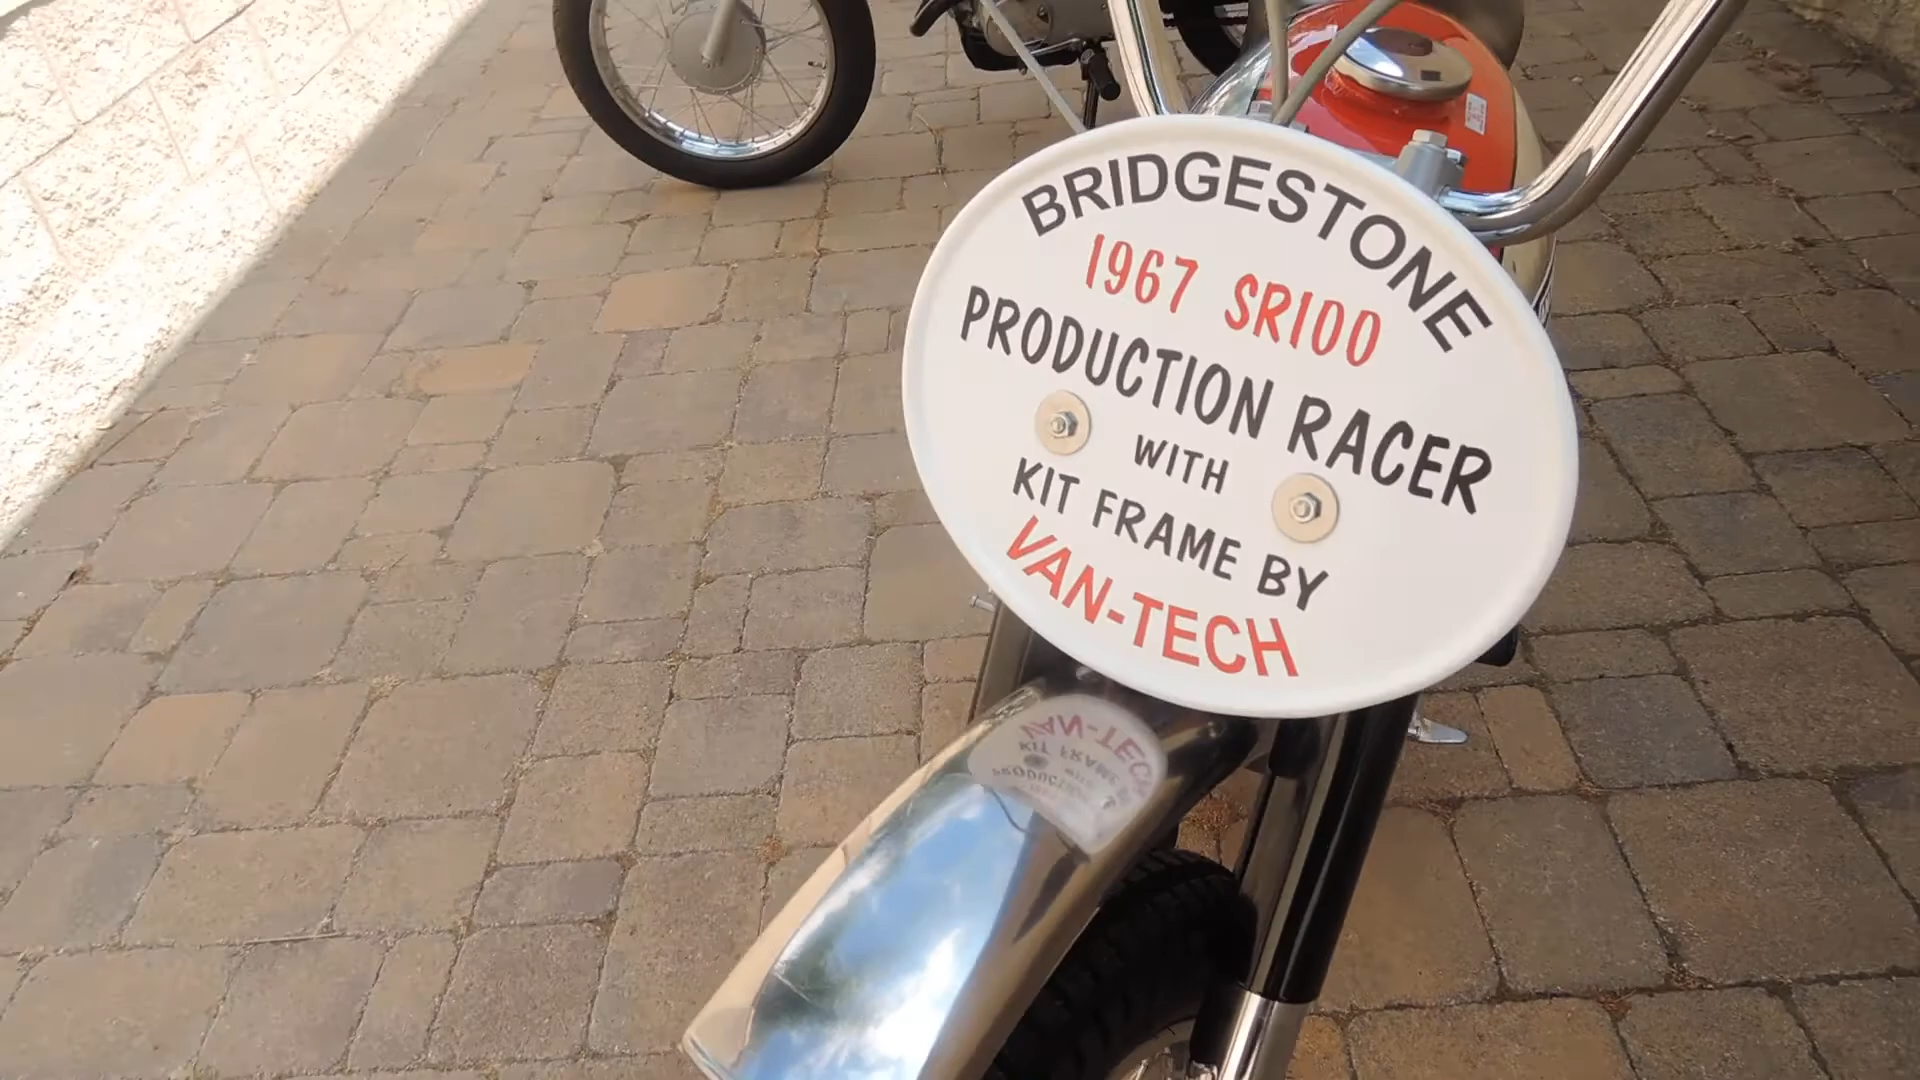 BRIDGESTONE
1967 SR100
PRODUCTION RACER
WITH
KIT FRAME BY
VAN-TECH